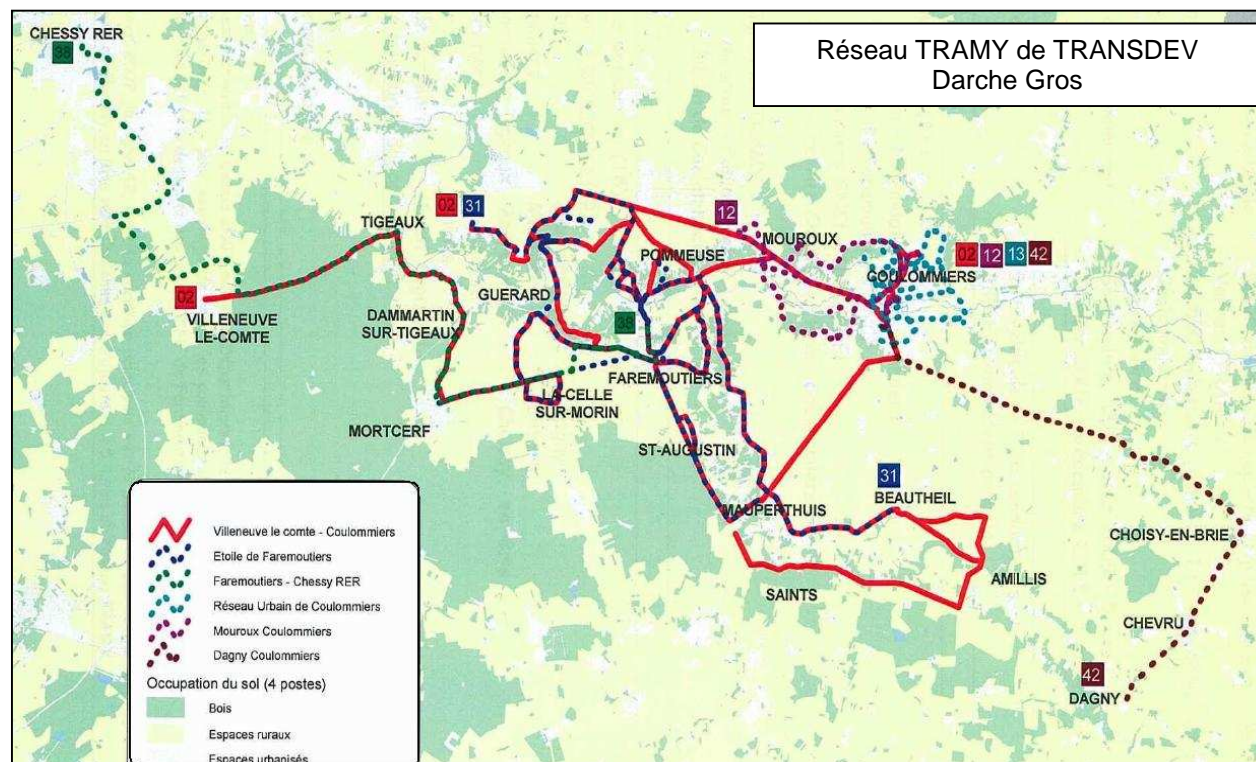 CHESSY RER
38
Réseau TRAMY de TRANSDEV
Darche Gros
TIGEAUX
02 31
12
MOUROUX
POMMEUSE
02 12 13 42
COULOMMIERS
02
VILLENEUVE
LE-COMTE
GUERARD
DAMMARTIN
SUR-TIGEAUX
38
FAREMOUTIERS
LA-CELLE
SUR-MORIN
MORTCERF
ST-AUGUSTIN
31
BEAUTHEIL
MAUPERTHUIS
CHOISY-EN-BRIE
AMILLIS
SAINTS
CHEVRU
42
DAGNY
Villeneuve le comte - Coulommiers
Etoile de Faremoutiers
Faremoutiers - Chessy RER
Réseau Urbain de Coulommiers
Mouroux Coulommiers
Dagny Coulommiers
Occupation du sol (4 postes)
Bois
Espaces ruraux
Espaces urbanisés